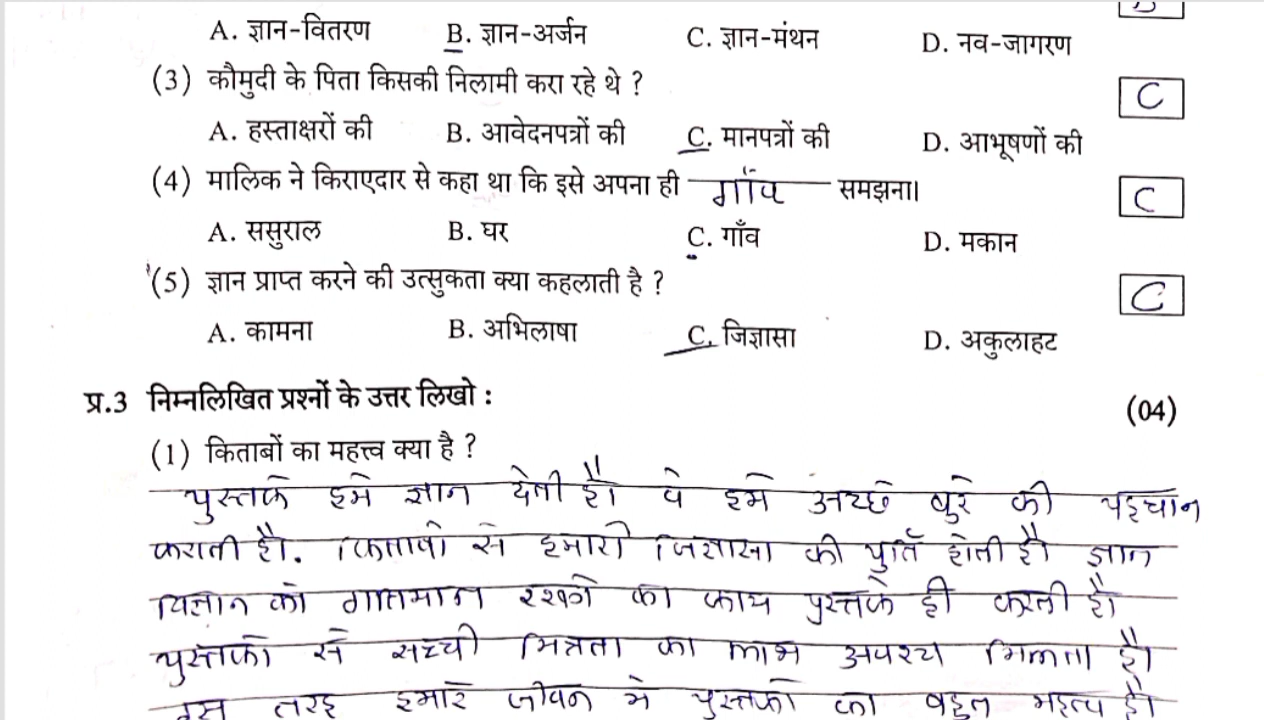 A. ज्ञान-वितरण B. ज्ञान-अर्जन C. ज्ञान-मंथन D. नव-जागरण
(3) कौमुदी के पिता किसकी निलामी करा रहे थे ? C
A. हस्ताक्षरों की B. आवेदनपत्रों की C. मानपत्रों की D. आभूषणों की
(4) मालिक ने किराएदार से कहा था कि इसे अपना ही गाँव समझना। C
A. ससुराल B. घर C. गाँव D. मकान
(5) ज्ञान प्राप्त करने की उत्सुकता क्या कहलाती है ? C
A. कामना B. अभिलाषा C. जिज्ञासा D. अकुलाहट
प्र.3 निम्नलिखित प्रश्नों के उत्तर लिखो : (04)
(1) किताबों का महत्त्व क्या है ?
पुस्तके हमे ज्ञान देती है। वे हमे अच्छे बुरे की पहचान
कराती है. किताबो से हमारी जिज्ञासा की पुर्ति होती है। ज्ञान
विज्ञान को गतिमान रखने का कार्य पुस्तके ही करती है।
पुस्तको से सच्ची मित्रता का लाभ अवश्य मिलता है।
इस तरह हमारे जीवन मे पुस्तको का बहुत महत्व है।